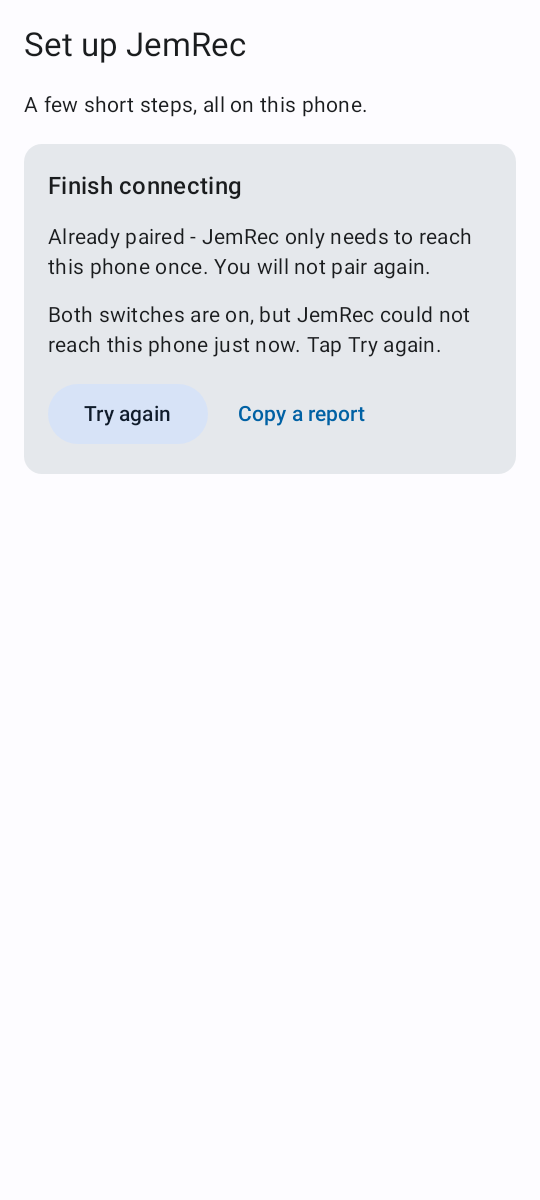 Set up JemRec
A few short steps, all on this phone.
Finish connecting
Already paired - JemRec only needs to reach
this phone once. You will not pair again.
Both switches are on, but JemRec could not
reach this phone just now. Tap Try again.
Try again
Copy a report